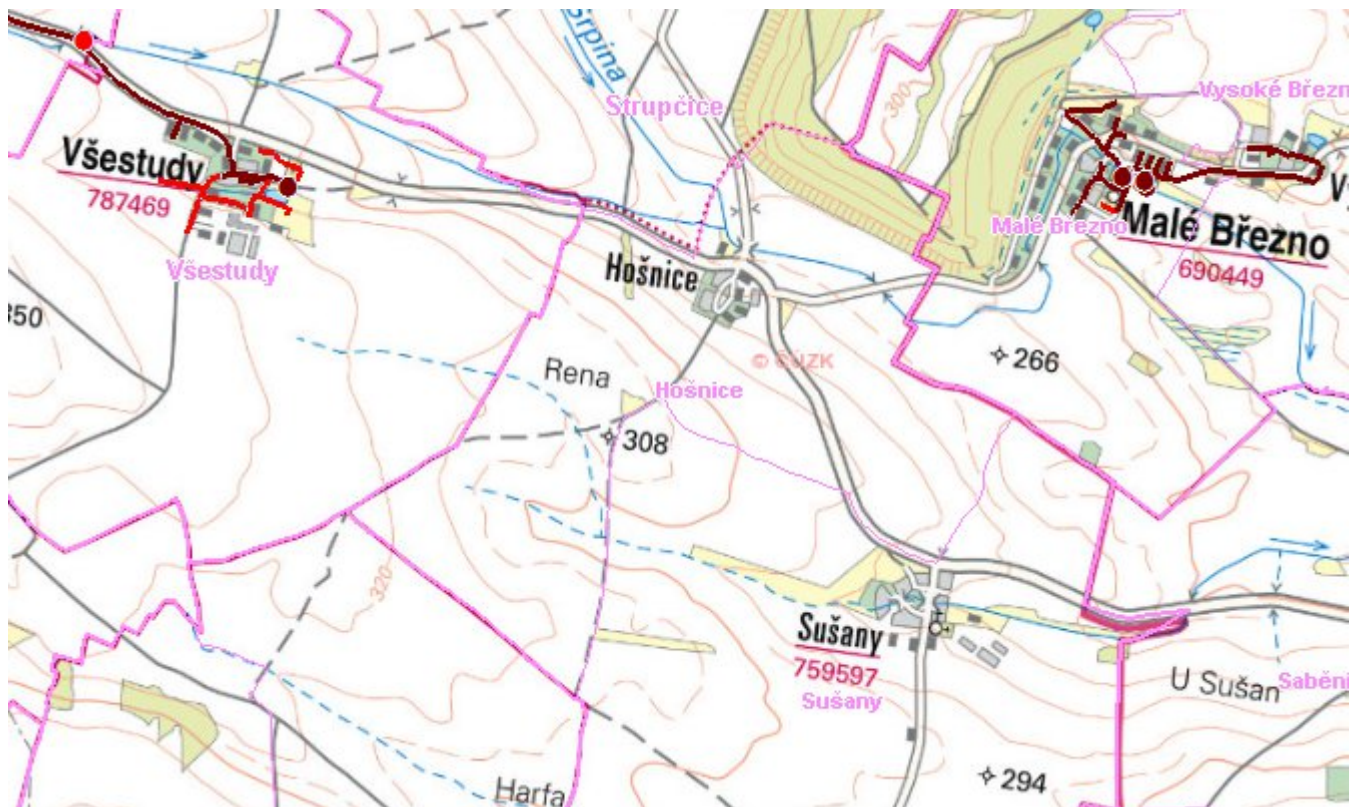 Srpina
Strupčice
300
Vysoké Březn
Všestudy
787469
Všestudy
Malé Březno
Malé Březno
690449
Hošnice
350
© ČÚZK
266
Rena
Hošnice
308
320
Sušany
759597
Sušany
U Sušan
Saběni
Harfa
294